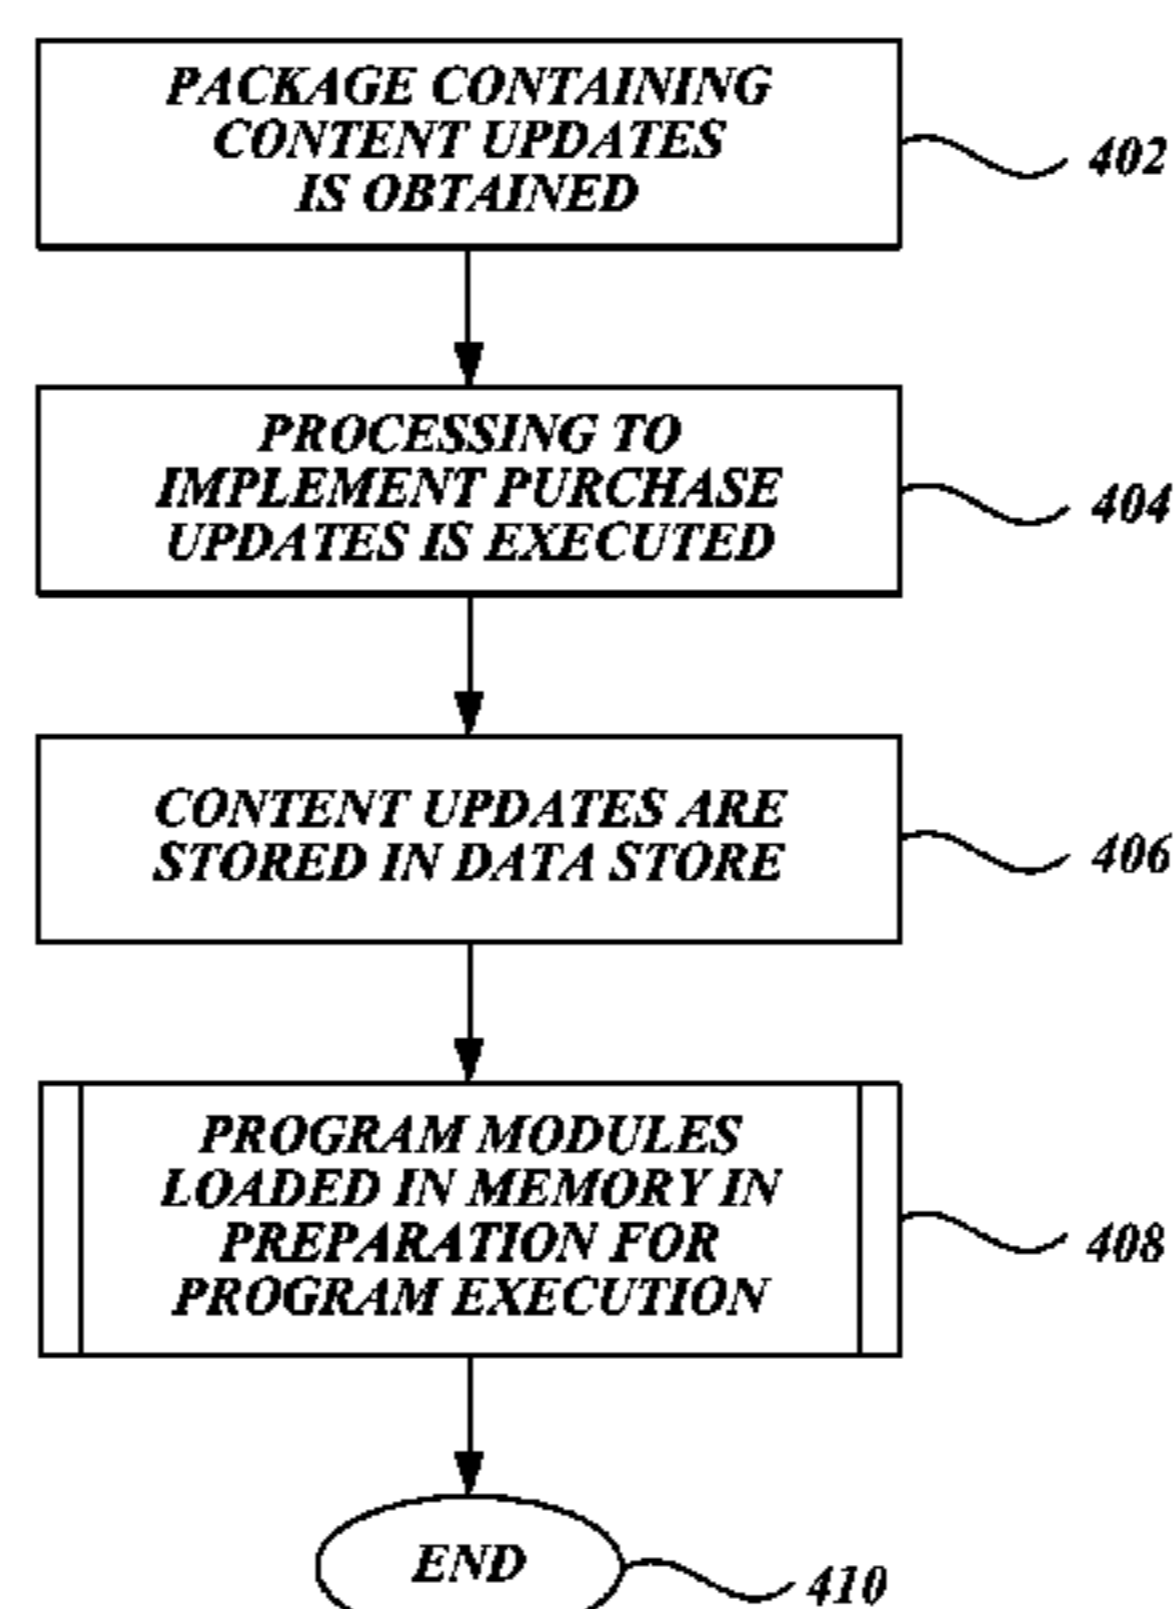 PACKAGE CONTAINING
CONTENT UPDATES
IS OBTAINED
402
PROCESSING TO
IMPLEMENT PURCHASE
UPDATES IS EXECUTED
404
CONTENT UPDATES ARE
STORED IN DATA STORE
406
PROGRAM MODULES
LOADED IN MEMORY IN
PREPARATION FOR
PROGRAM EXECUTION
408
END
410